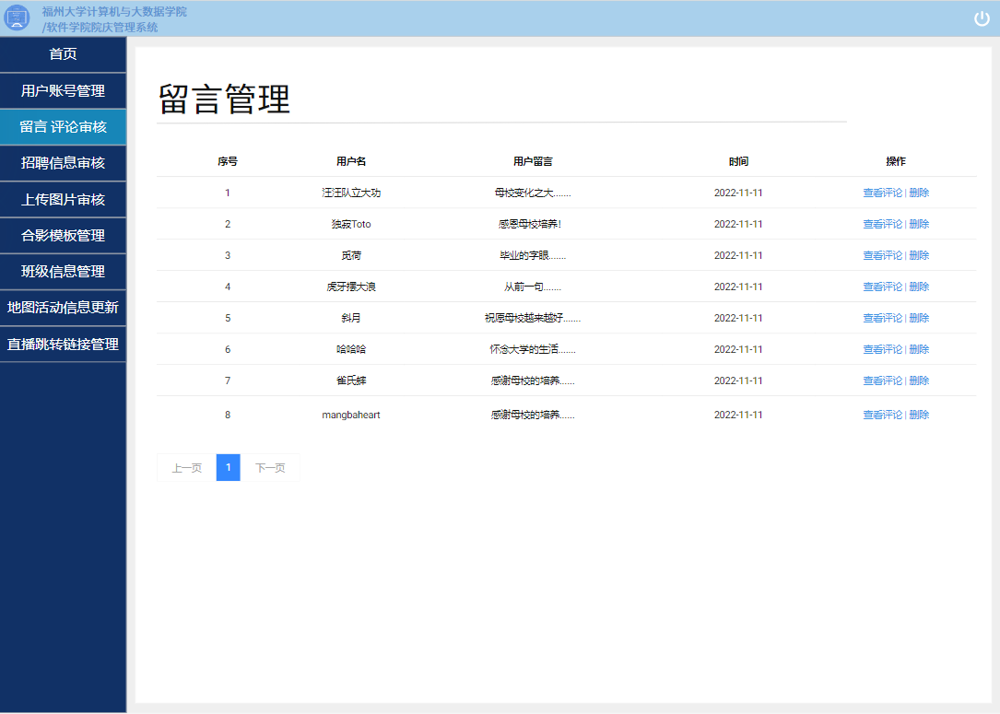 福州大学计算机与大数据学院
/软件学院院庆管理系统
首页
用户账号管理
留言 评论审核
招聘信息审核
上传图片审核
合影模板管理
班级信息管理
地图活动信息更新
直播跳转链接管理
留言管理
序号 用户名 用户留言 时间 操作
1 汪汪队立大功 母校变化之大....... 2022-11-11 查看评论 | 删除
2 独寂Toto 感恩母校培养! 2022-11-11 查看评论 | 删除
3 觅荷 毕业的字眼....... 2022-11-11 查看评论 | 删除
4 虎牙摆大浪 从前一句....... 2022-11-11 查看评论 | 删除
5 斜月 祝愿母校越来越好....... 2022-11-11 查看评论 | 删除
6 哈哈哈 怀念大学的生活....... 2022-11-11 查看评论 | 删除
7 2022-11-11 感谢母校的培养...... 查看评论 | 删除
8 mangbaheart 感谢母校的培养...... 2022-11-11 查看评论 | 删除
上一页 1 下一页